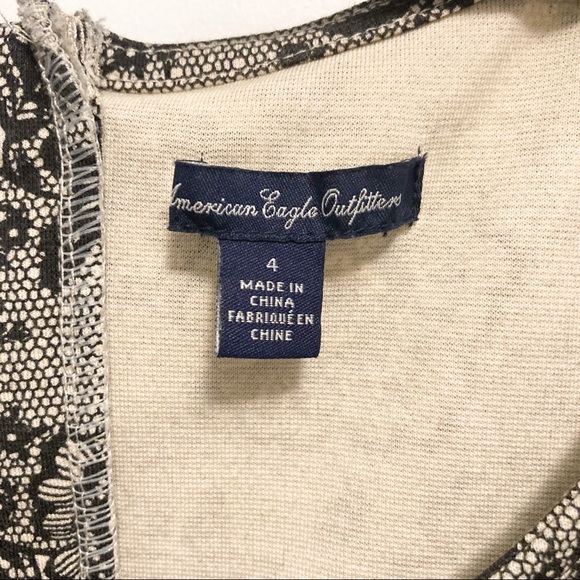 American Eagle Outfitters
4
MADE IN
CHINA
FABRIQUÉ EN
CHINE